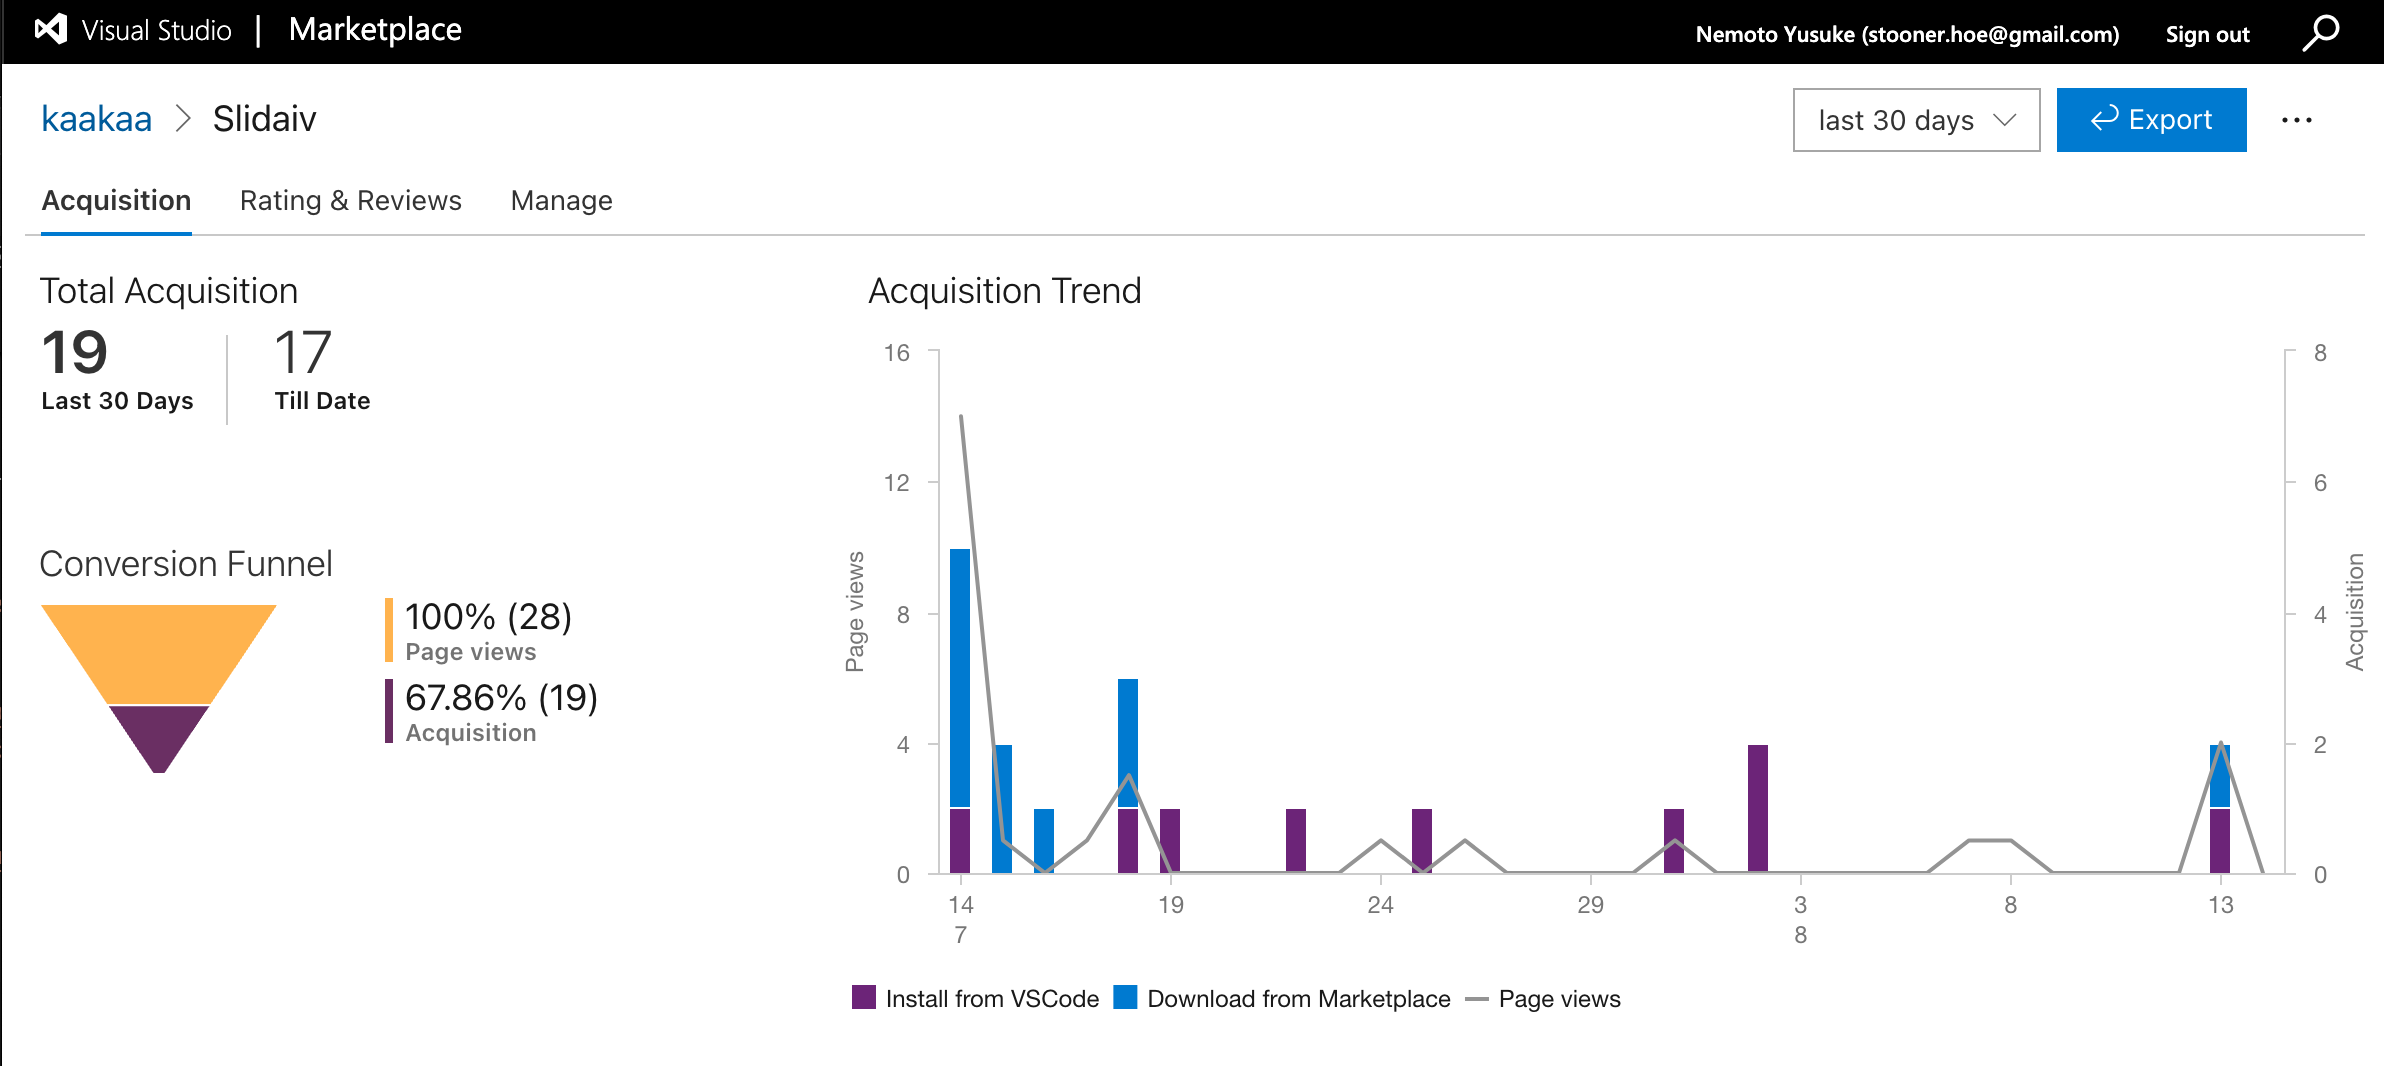 Visual Studio | Marketplace
Nemoto Yusuke (stooner.hoe@gmail.com) Sign out
kaakaa > Slidaiv
last 30 days
Export
...
Acquisition Rating & Reviews Manage
Total Acquisition
19
Last 30 Days
17
Till Date
Conversion Funnel
100% (28)
Page views
67.86% (19)
Acquisition
Acquisition Trend
16
12
8
4
0
Page views
8
6
4
2
0
Acquisition
14 19 24 29 3 8 13
7 8
Install from VSCode Download from Marketplace Page views